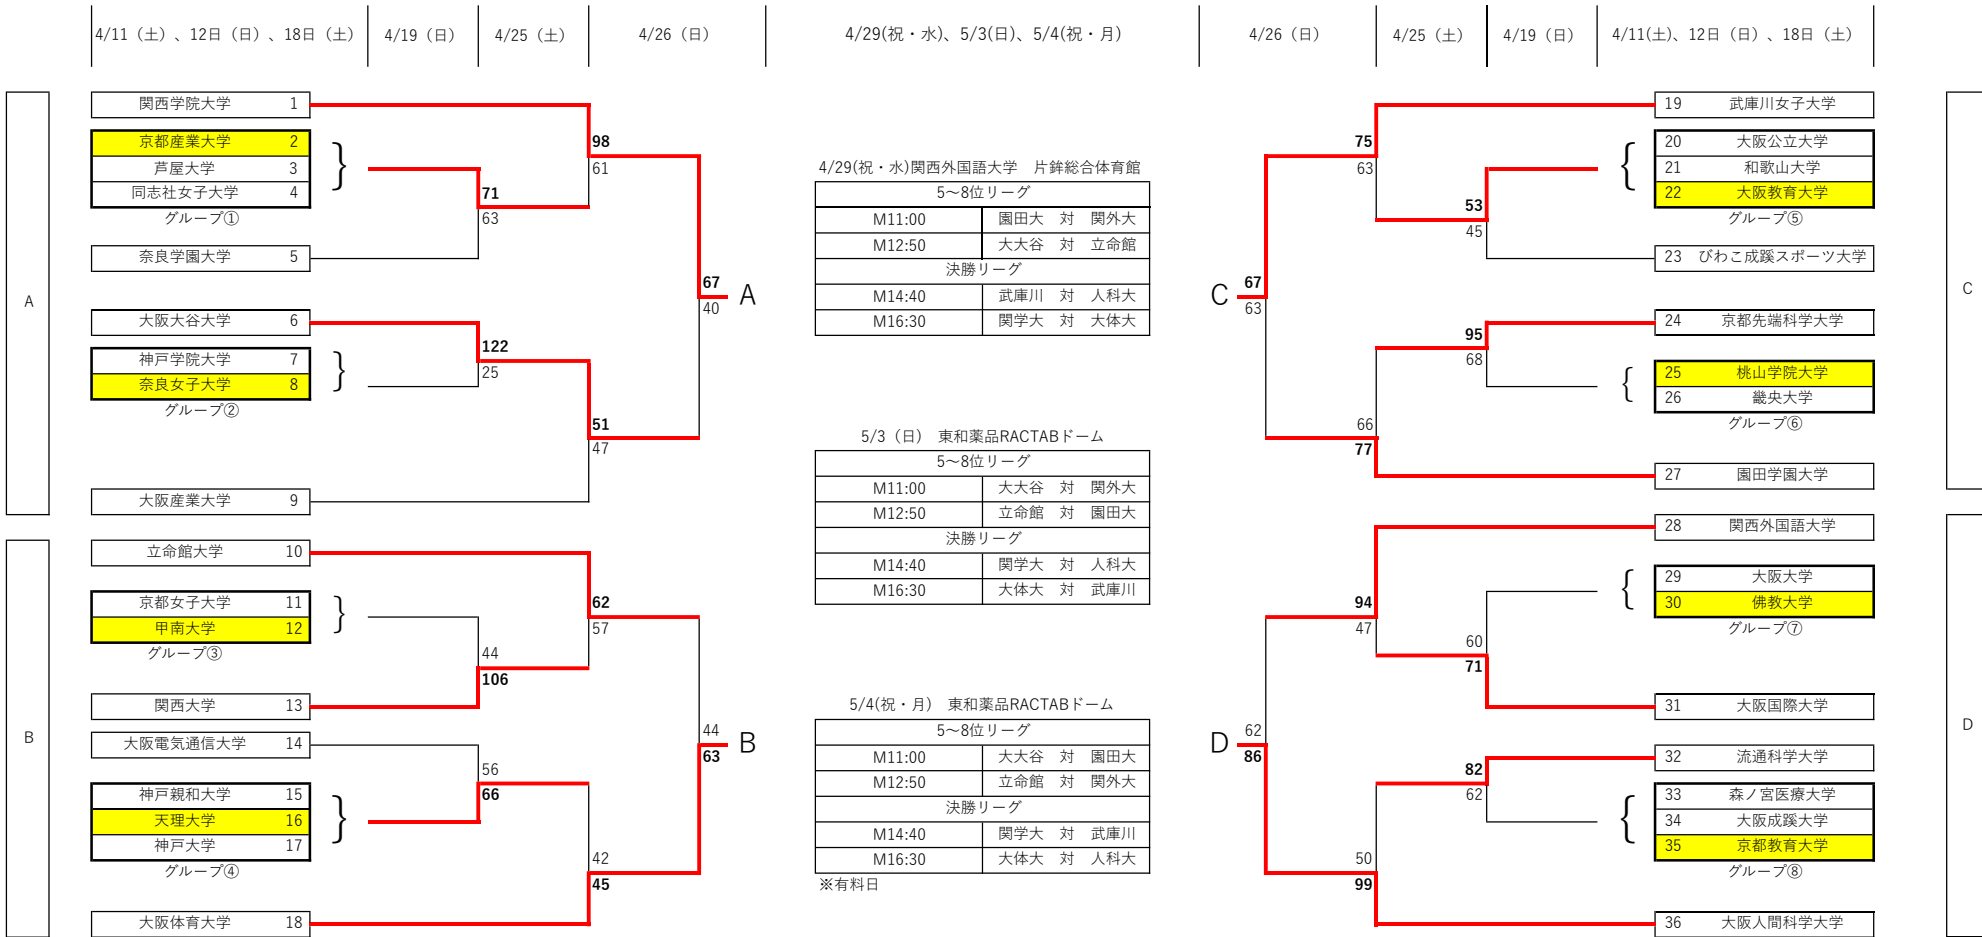 4/11（土）、12日（日）、18日（土）
4/19（日）
4/25（土）
4/26（日）
4/29(祝・水)、5/3(日)、5/4(祝・月)
4/26（日）
4/25（土）
4/19（日）
4/11(土)、12日（日）、18日（土）
A
関西学院大学 1
京都産業大学 2
芦屋大学 3
同志社女子大学 4
グループ①
奈良学園大学 5
大阪大谷大学 6
神戸学院大学 7
奈良女子大学 8
グループ②
大阪産業大学 9
}
}
71
63
122
25
98
61
51
47
67
40
A
B
立命館大学 10
京都女子大学 11
甲南大学 12
グループ③
関西大学 13
大阪電気通信大学 14
神戸親和大学 15
天理大学 16
神戸大学 17
グループ④
大阪体育大学 18
}
}
44
106
56
66
62
57
42
45
44
63
B
4/29(祝・水)関西外国語大学　片鉾総合体育館
5～8位リーグ
M11:00 園田大　対　関外大
M12:50 大大谷　対　立命館
決勝リーグ
M14:40 武庫川　対　人科大
M16:30 関学大　対　大体大
5/3（日）　東和薬品RACTABドーム
5～8位リーグ
M11:00 大大谷　対　関外大
M12:50 立命館　対　園田大
決勝リーグ
M14:40 関学大　対　人科大
M16:30 大体大　対　武庫川
5/4(祝・月)　東和薬品RACTABドーム
5～8位リーグ
M11:00 大大谷　対　園田大
M12:50 立命館　対　関外大
決勝リーグ
M14:40 関学大　対　武庫川
M16:30 大体大　対　人科大
※有料日
C
67
63
75
63
66
77
53
45
95
68
{
{
19 武庫川女子大学
20 大阪公立大学
21 和歌山大学
22 大阪教育大学
グループ⑤
23 びわこ成蹊スポーツ大学
24 京都先端科学大学
25 桃山学院大学
26 畿央大学
グループ⑥
27 園田学園大学
C
D
62
86
94
47
50
99
60
71
82
62
{
{
28 関西外国語大学
29 大阪大学
30 佛教大学
グループ⑦
31 大阪国際大学
32 流通科学大学
33 森ノ宮医療大学
34 大阪成蹊大学
35 京都教育大学
グループ⑧
36 大阪人間科学大学
D